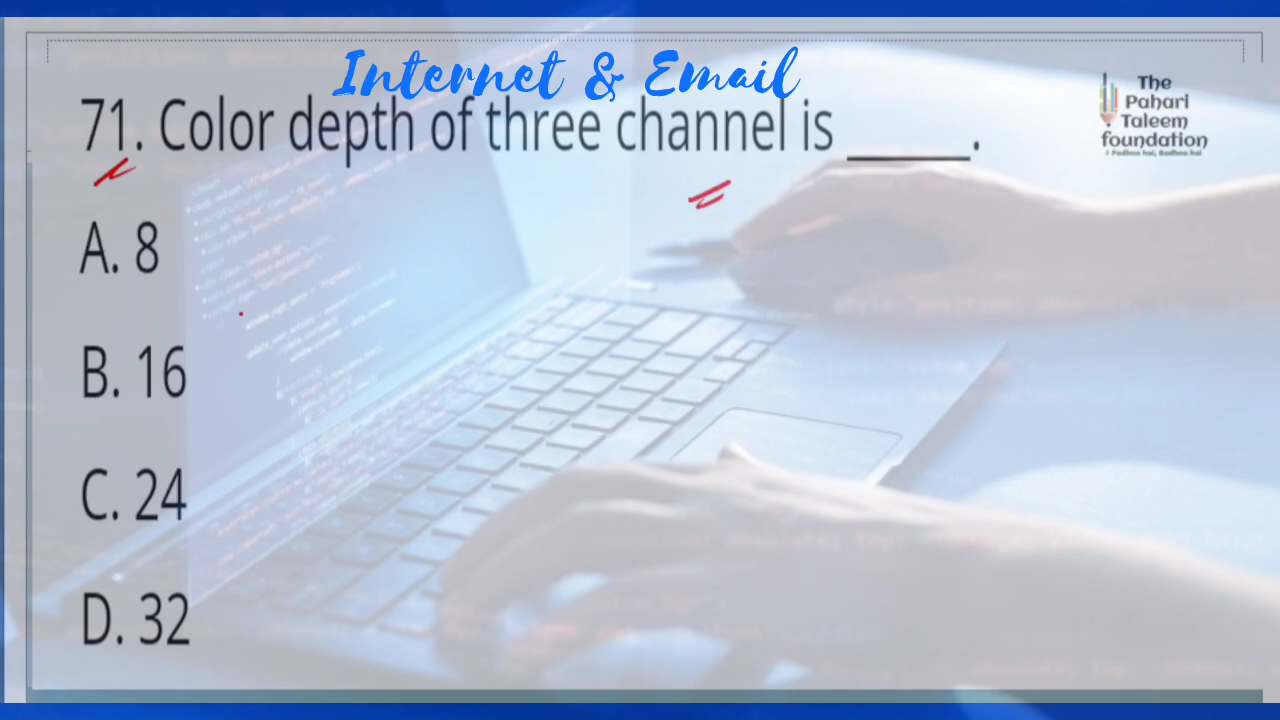 Internet & Email
71. Color depth of three channel is _____.
The
Pahari
Taleem
foundation
A. 8
B. 16
C. 24
D. 32